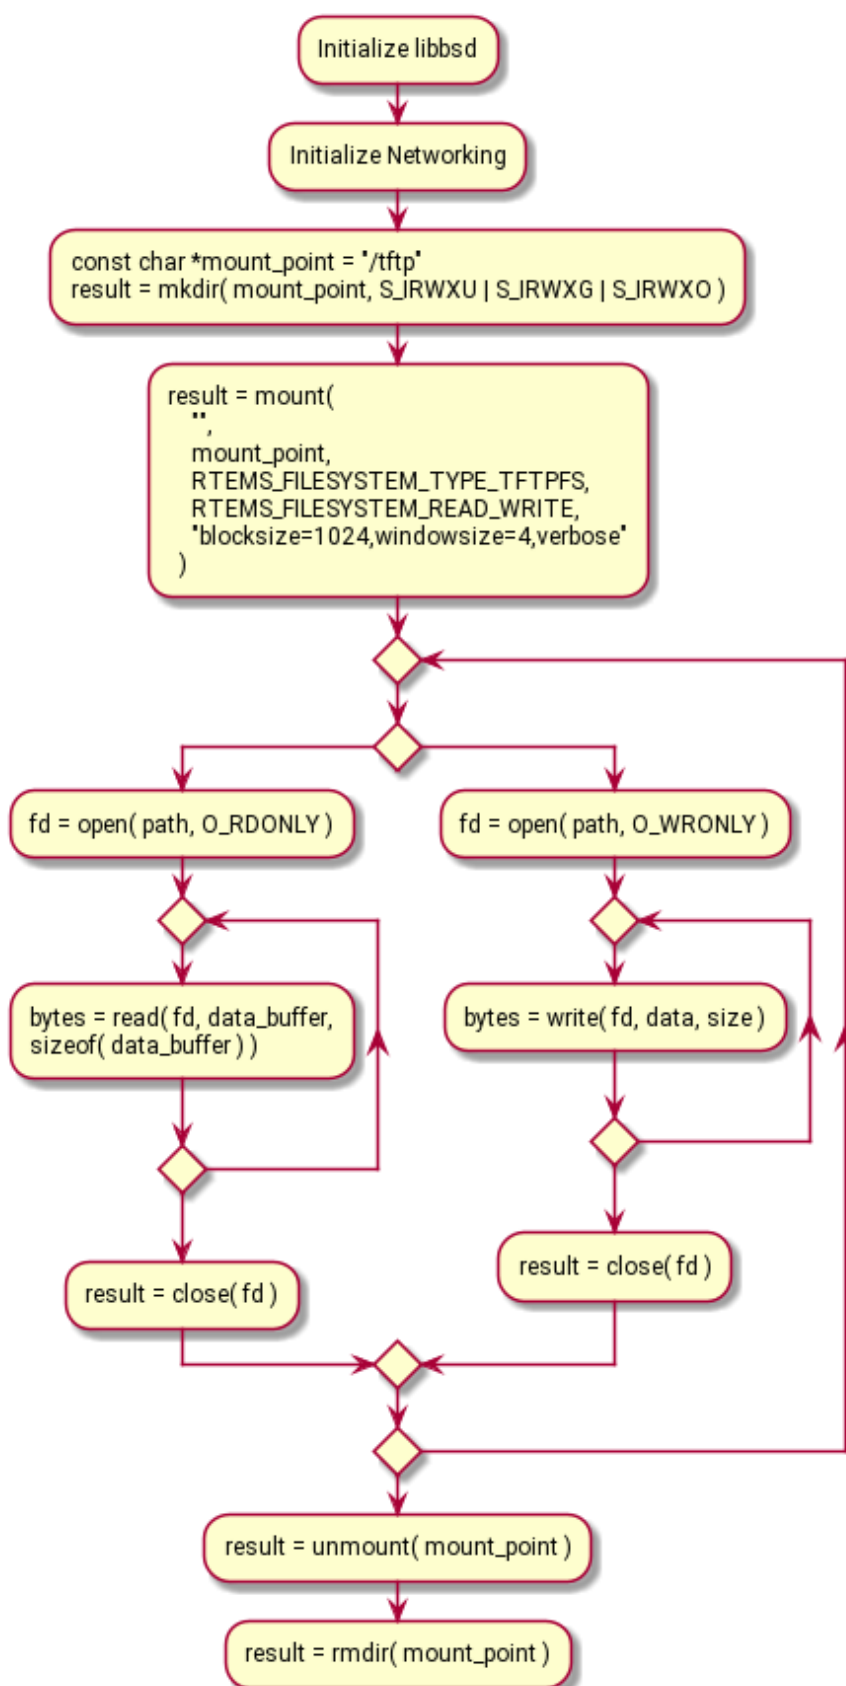 Initialize libbsd
Initialize Networking
const char *mount_point = "/tftp"
result = mkdir( mount_point, S_IRWXU | S_IRWXG | S_IRWXO )
result = mount(
"",
mount_point,
RTEMS_FILESYSTEM_TYPE_TFTPFS,
RTEMS_FILESYSTEM_READ_WRITE,
"blocksize=1024,windowsize=4,verbose"
)
fd = open( path, O_RDONLY )
bytes = read( fd, data_buffer,
sizeof( data_buffer ) )
result = close( fd )
fd = open( path, O_WRONLY )
bytes = write( fd, data, size )
result = close( fd )
result = unmount( mount_point )
result = rmdir( mount_point )